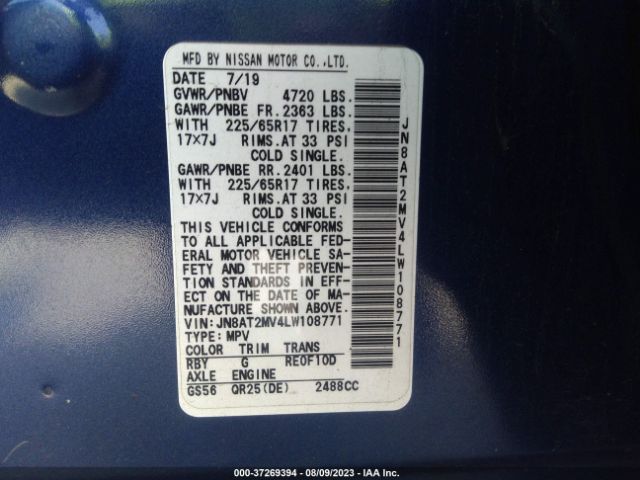 MFD BY NISSAN MOTOR CO.,LTD.
DATE 7/19
GVWR/PNBV 4720 LBS.
GAWR/PNBE FR. 2363 LBS.
WITH 225/65R17 TIRES,
17×7J RIMS.AT 33 PSI
COLD SINGLE.
GAWR/PNBE RR. 2401 LBS.
WITH 225/65R17 TIRES,
17×7J RIMS.AT 33 PSI
COLD SINGLE.
THIS VEHICLE CONFORMS
TO ALL APPLICABLE FED-
ERAL MOTOR VEHICLE SA-
FETY AND THEFT PREVEN-
TION STANDARDS IN EFF-
ECT ON THE DATE OF MA-
NUFACTURE SHOWN ABOVE.
VIN:JN8AT2MV4LW108771
TYPE:MPV
COLOR TRIM TRANS
RBY G RE0F10D
AXLE ENGINE
GS56 QR25(DE) 2488CC
JN8AT2MV4LW108771
000-37269394 - 08/09/2023 - IAA Inc.